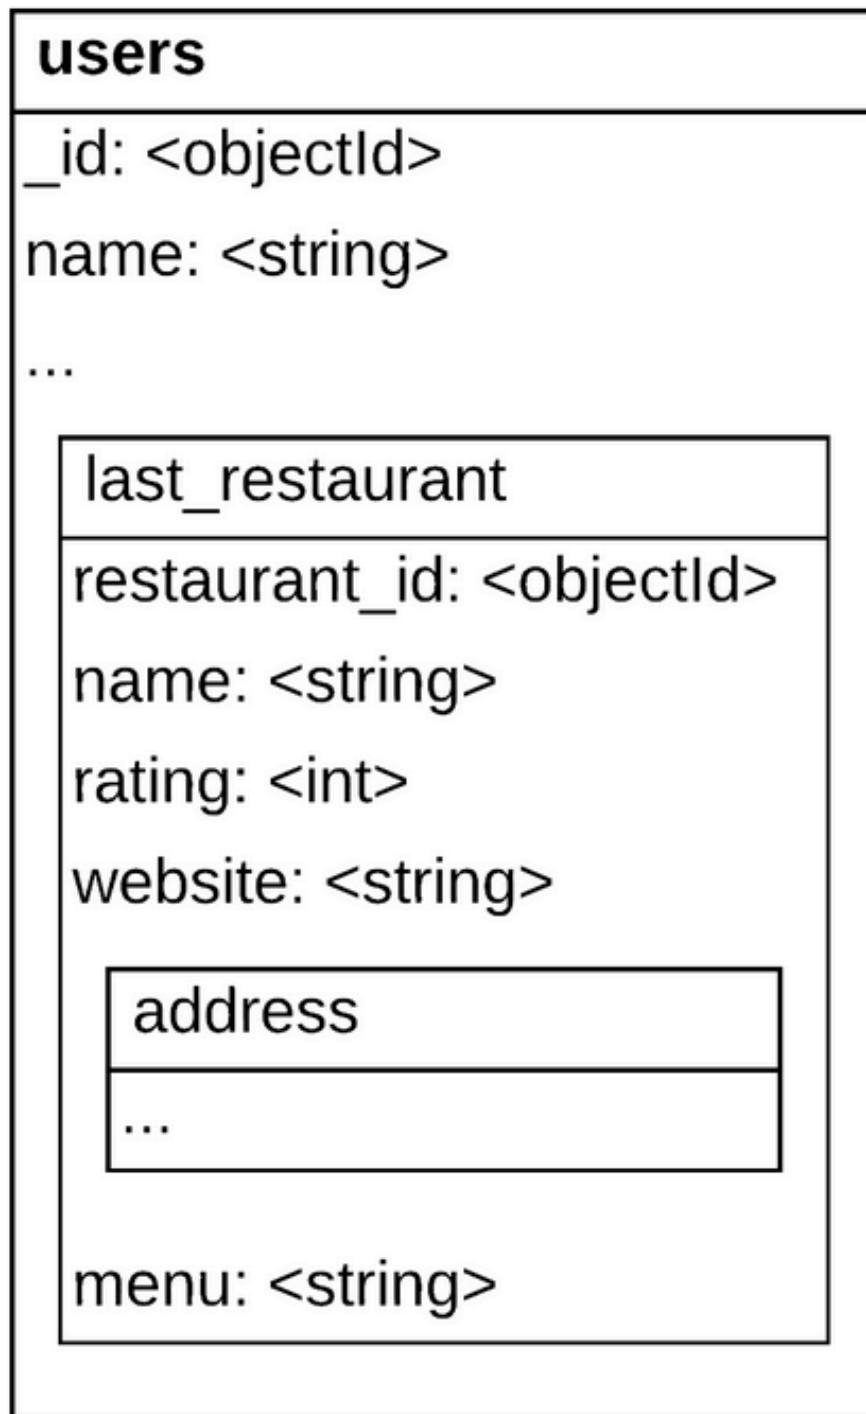 users
_id: <objectId>
name: <string>
...
last_restaurant
restaurant_id: <objectId>
name: <string>
rating: <int>
website: <string>
address
...
menu: <string>